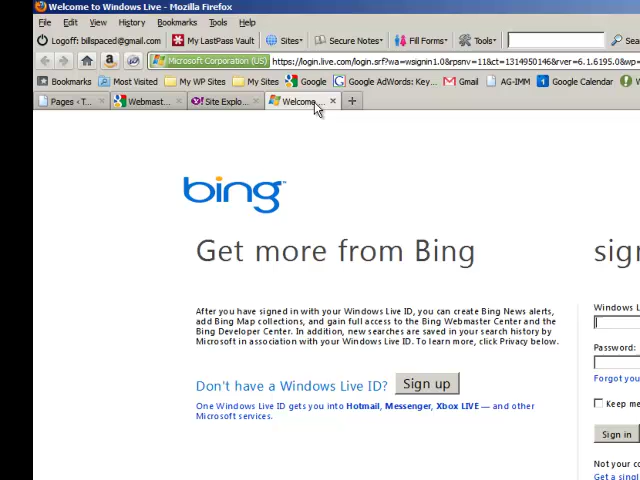 Welcome to Windows Live - Mozilla Firefox
File Edit View History Bookmarks Tools Help
Logoff: billspaced@gmail.com My LastPass Vault Sites Secure Notes Fill Forms Tools
Microsoft Corporation (US) https://login.live.com/login.srf?wa=wsignin1.0&rpsnv=11&ct=1314950146&rver=6.1.6195.0&wp=
Bookmarks Most Visited My WP Sites My Sites Google Google AdWords: Key... Gmail AG-IMM Google Calendar
Pages ‹ T... Webmast... Site Explo... Welcome...
bing™
Get more from Bing
sign
After you have signed in with your Windows Live ID, you can create Bing News alerts,
add Bing Map collections, and gain full access to the Bing Webmaster Center and the
Bing Developer Center. In addition, new searches are saved in your search history by
Microsoft in association with your Windows Live ID. To learn more, click Privacy below.
Windows L
Password:
Forgot you
Don't have a Windows Live ID? Sign up
One Windows Live ID gets you into Hotmail, Messenger, Xbox LIVE — and other
Microsoft services.
Keep me
Sign in
Not your co
Get a singl